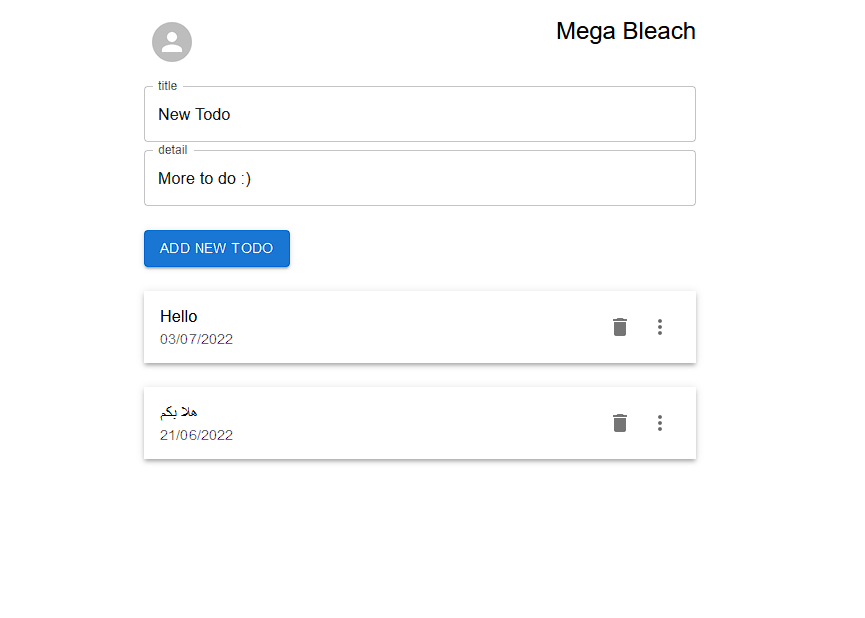 Mega Bleach
title
New Todo
detail
More to do :)
ADD NEW TODO
Hello
03/07/2022
هلا بكم
21/06/2022